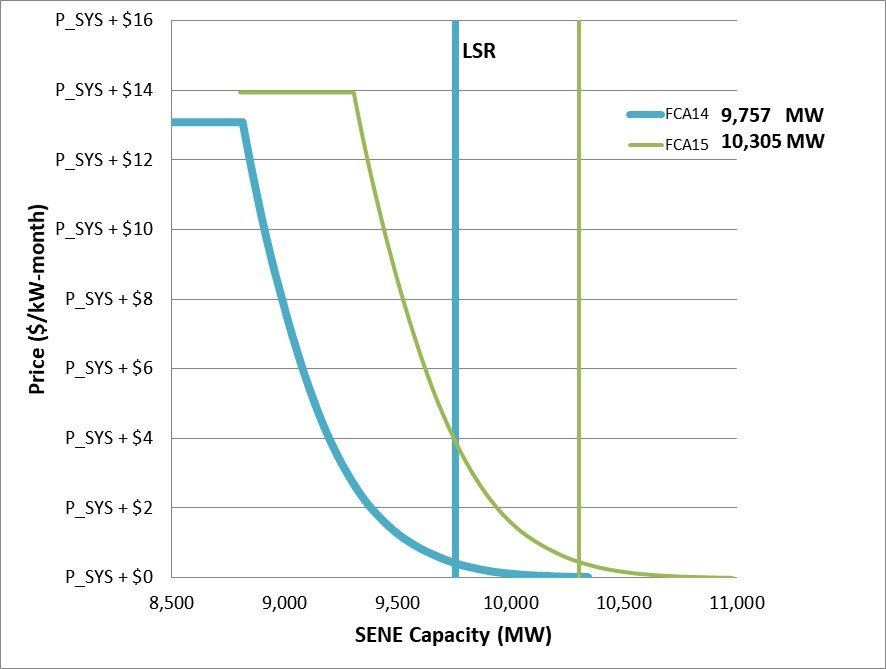 P_SYS + $16
P_SYS + $14
P_SYS + $12
P_SYS + $10
P_SYS + $8
P_SYS + $6
P_SYS + $4
P_SYS + $2
P_SYS + $0
Price ($/kW-month)
LSR
FCA14 9,757 MW
FCA15 10,305 MW
8,500 9,000 9,500 10,000 10,500 11,000
SENE Capacity (MW)